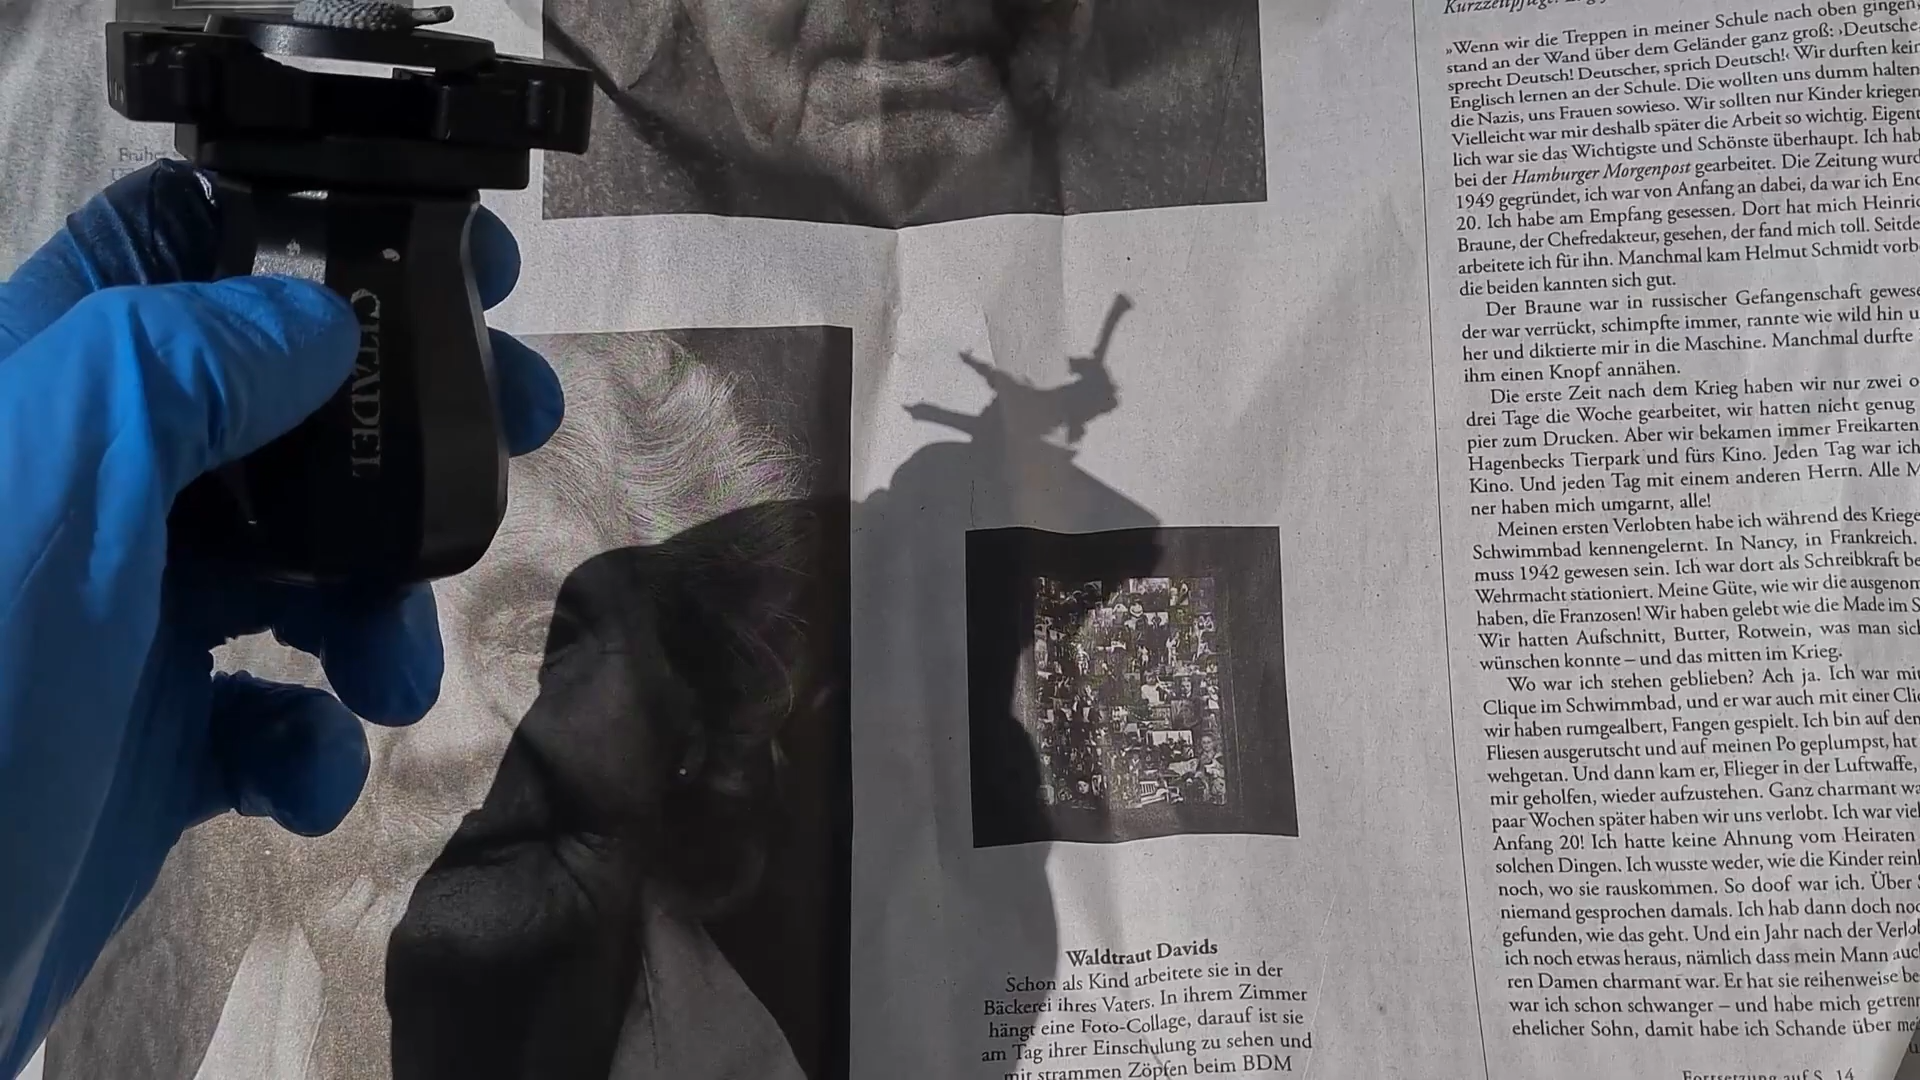 Früher
CITADEL
Waldtraut Davids
Schon als Kind arbeitete sie in der
Bäckerei ihres Vaters. In ihrem Zimmer
hängt eine Foto-Collage, darauf ist sie
am Tag ihrer Einschulung zu sehen und
mit strammen Zöpfen beim BDM
Kurzzeitpflege.
»Wenn wir die Treppen in meiner Schule nach oben gingen,
stand an der Wand über dem Geländer ganz groß: ›Deutsche,
sprecht Deutsch! Deutscher, sprich Deutsch!‹ Wir durften kein
Englisch lernen an der Schule. Die wollten uns dumm halten
die Nazis, uns Frauen sowieso. Wir sollten nur Kinder kriegen
Vielleicht war mir deshalb später die Arbeit so wichtig. Eigent
lich war sie das Wichtigste und Schönste überhaupt. Ich hab
bei der Hamburger Morgenpost gearbeitet. Die Zeitung wurd
1949 gegründet, ich war von Anfang an dabei, da war ich End
20. Ich habe am Empfang gesessen. Dort hat mich Heinric
Braune, der Chefredakteur, gesehen, der fand mich toll. Seitde
arbeitete ich für ihn. Manchmal kam Helmut Schmidt vorb
die beiden kannten sich gut.
Der Braune war in russischer Gefangenschaft gewese
der war verrückt, schimpfte immer, rannte wie wild hin u
her und diktierte mir in die Maschine. Manchmal durfte
ihm einen Knopf annähen.
Die erste Zeit nach dem Krieg haben wir nur zwei o
drei Tage die Woche gearbeitet, wir hatten nicht genug
pier zum Drucken. Aber wir bekamen immer Freikarten
Hagenbecks Tierpark und fürs Kino. Jeden Tag war ich
Kino. Und jeden Tag mit einem anderen Herrn. Alle M
ner haben mich umgarnt, alle!
Meinen ersten Verlobten habe ich während des Kriege
Schwimmbad kennengelernt. In Nancy, in Frankreich.
muss 1942 gewesen sein. Ich war dort als Schreibkraft be
Wehrmacht stationiert. Meine Güte, wie wir die ausgenom
haben, die Franzosen! Wir haben gelebt wie die Made im S
Wir hatten Aufschnitt, Butter, Rotwein, was man sich
wünschen konnte – und das mitten im Krieg.
Wo war ich stehen geblieben? Ach ja. Ich war mit
Clique im Schwimmbad, und er war auch mit einer Cli
wir haben rumgealbert, Fangen gespielt. Ich bin auf den
Fliesen ausgerutscht und auf meinen Po geplumpst, hat
wehgetan. Und dann kam er, Flieger in der Luftwaffe,
mir geholfen, wieder aufzustehen. Ganz charmant wa
paar Wochen später haben wir uns verlobt. Ich war viel
Anfang 20! Ich hatte keine Ahnung vom Heiraten
solchen Dingen. Ich wusste weder, wie die Kinder rein
noch, wo sie rauskommen. So doof war ich. Über
niemand gesprochen damals. Ich hab dann doch noc
gefunden, wie das geht. Und ein Jahr nach der Verlo
ich noch etwas heraus, nämlich dass mein Mann auc
ren Damen charmant war. Er hat sie reihenweise be
war ich schon schwanger – und habe mich getrenn
ehelicher Sohn, damit habe ich Schande über me
Fortsetzung auf S. 14